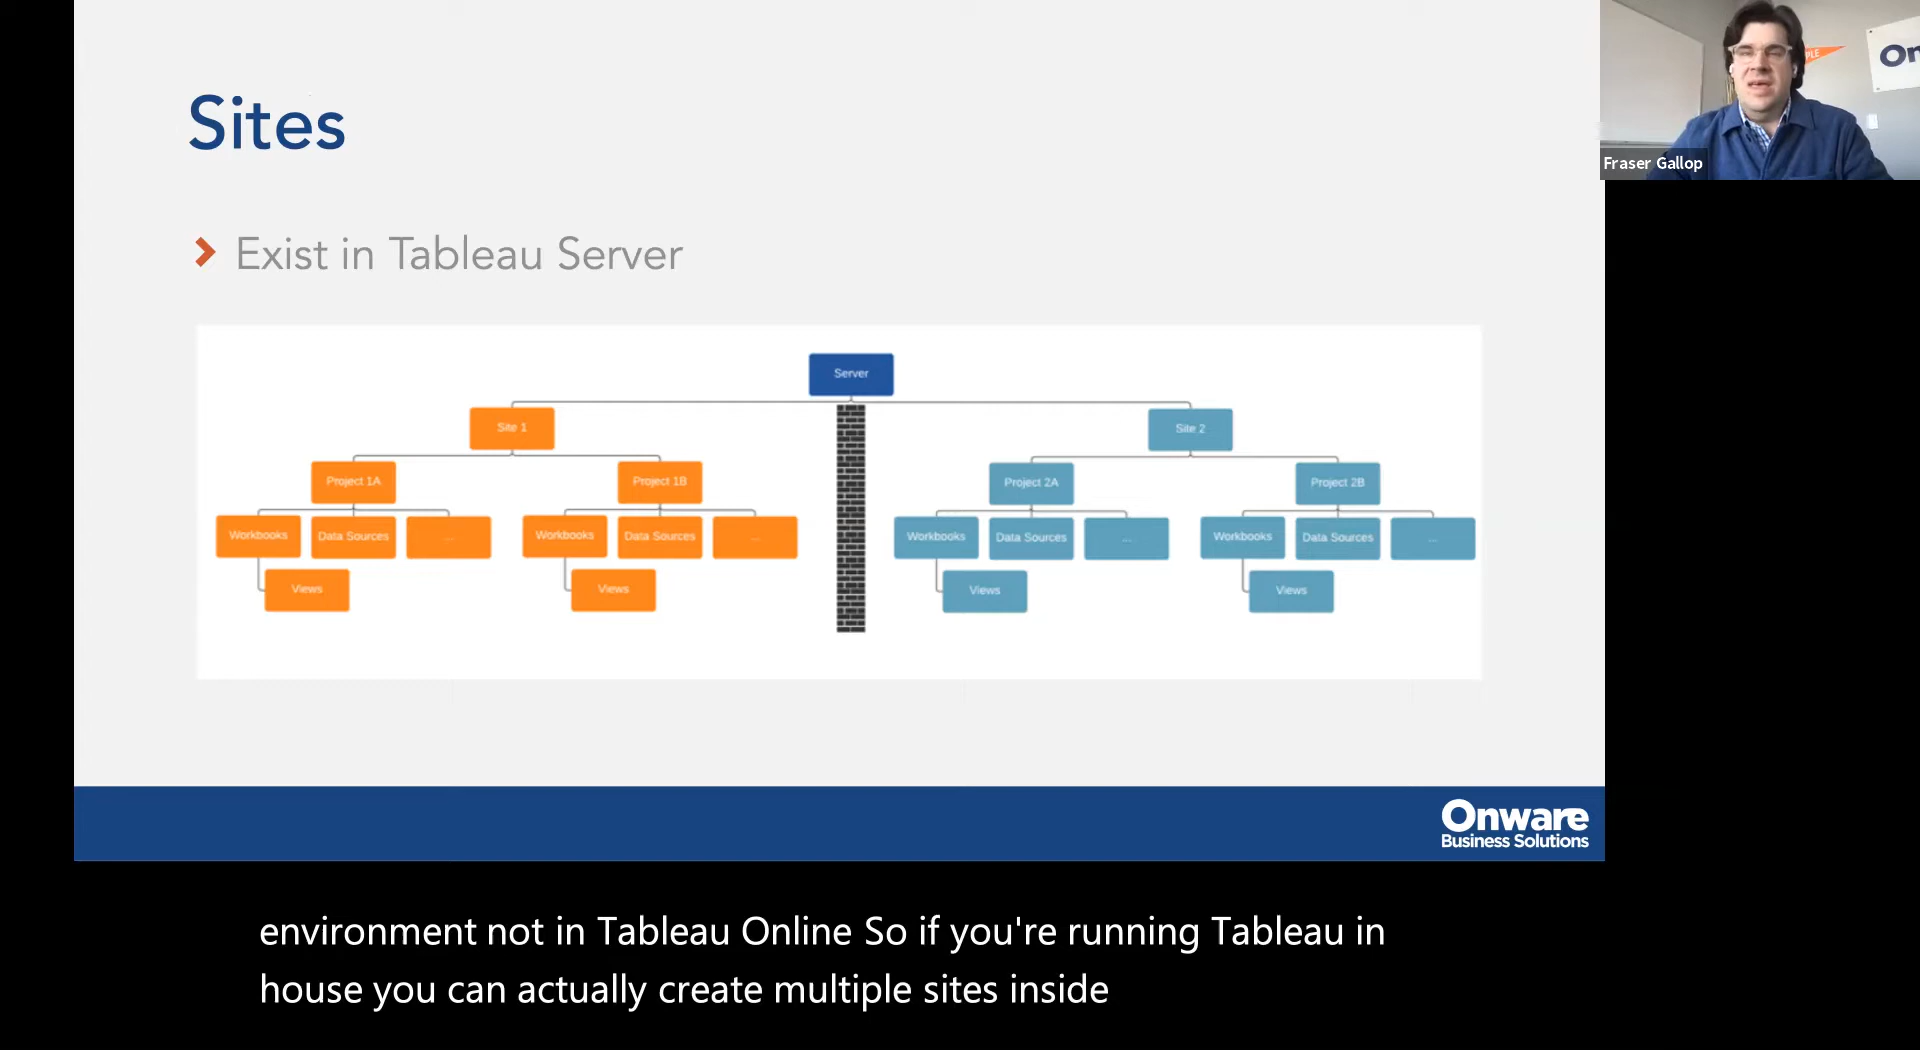 Sites
Exist in Tableau Server
Server
Site 1
Site 2
Project 1A
Project 1B
Project 2A
Project 2B
Workbooks
Data Sources
...
Workbooks
Data Sources
...
Workbooks
Data Sources
...
Workbooks
Data Sources
...
Views
Views
Views
Views
Onware
Business Solutions
PLE
On
Fraser Gallop
environment not in Tableau Online So if you're running Tableau in
house you can actually create multiple sites inside